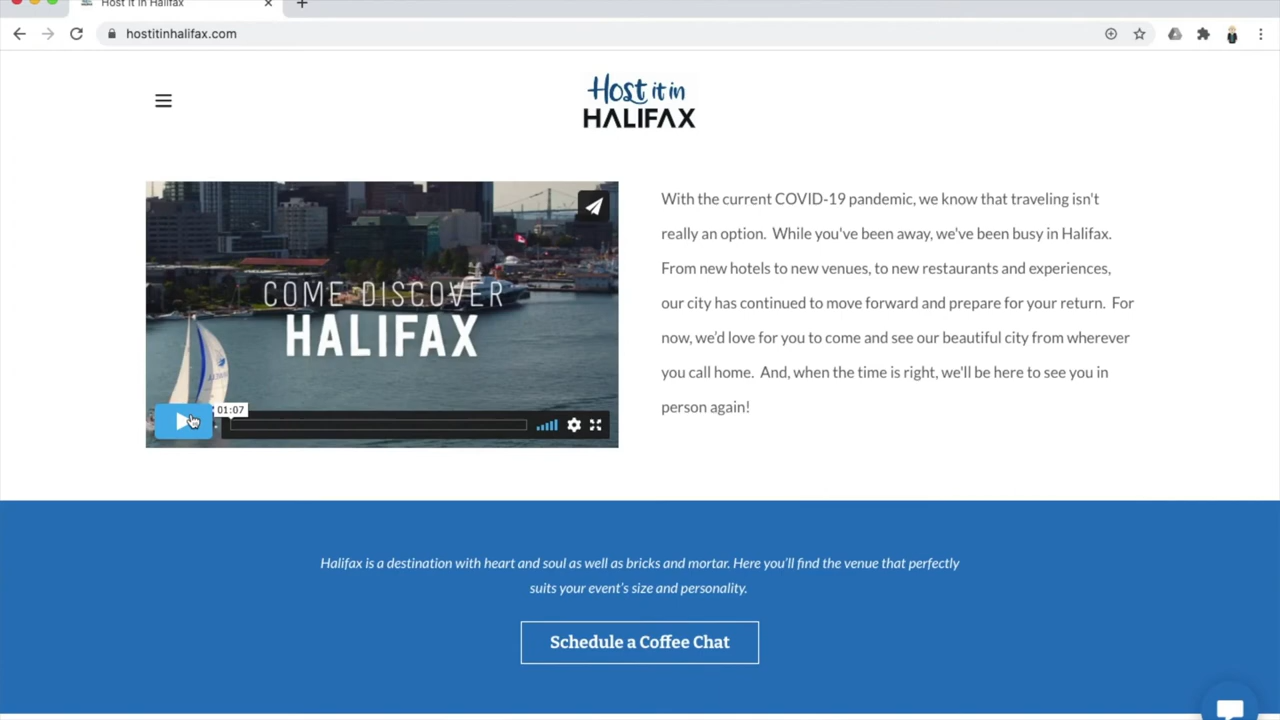 Host it in Halifax
hostitinhalifax.com
Host it in
HALIFAX
COME DISCOVER
HALIFAX
01:07
With the current COVID-19 pandemic, we know that traveling isn't
really an option. While you've been away, we've been busy in Halifax.
From new hotels to new venues, to new restaurants and experiences,
our city has continued to move forward and prepare for your return. For
now, we'd love for you to come and see our beautiful city from wherever
you call home. And, when the time is right, we'll be here to see you in
person again!
Halifax is a destination with heart and soul as well as bricks and mortar. Here you'll find the venue that perfectly
suits your event's size and personality.
Schedule a Coffee Chat